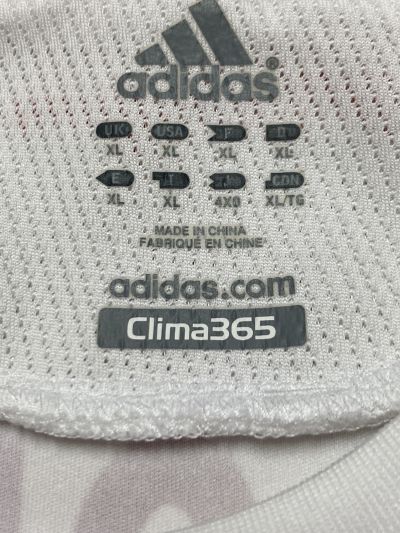 adidas®
UK USA F D
XL XL XL XL
E I J CDN
XL XL 4XO XL/TG
MADE IN CHINA
FABRIQUÉ EN CHINE
adidas.com
Clima365